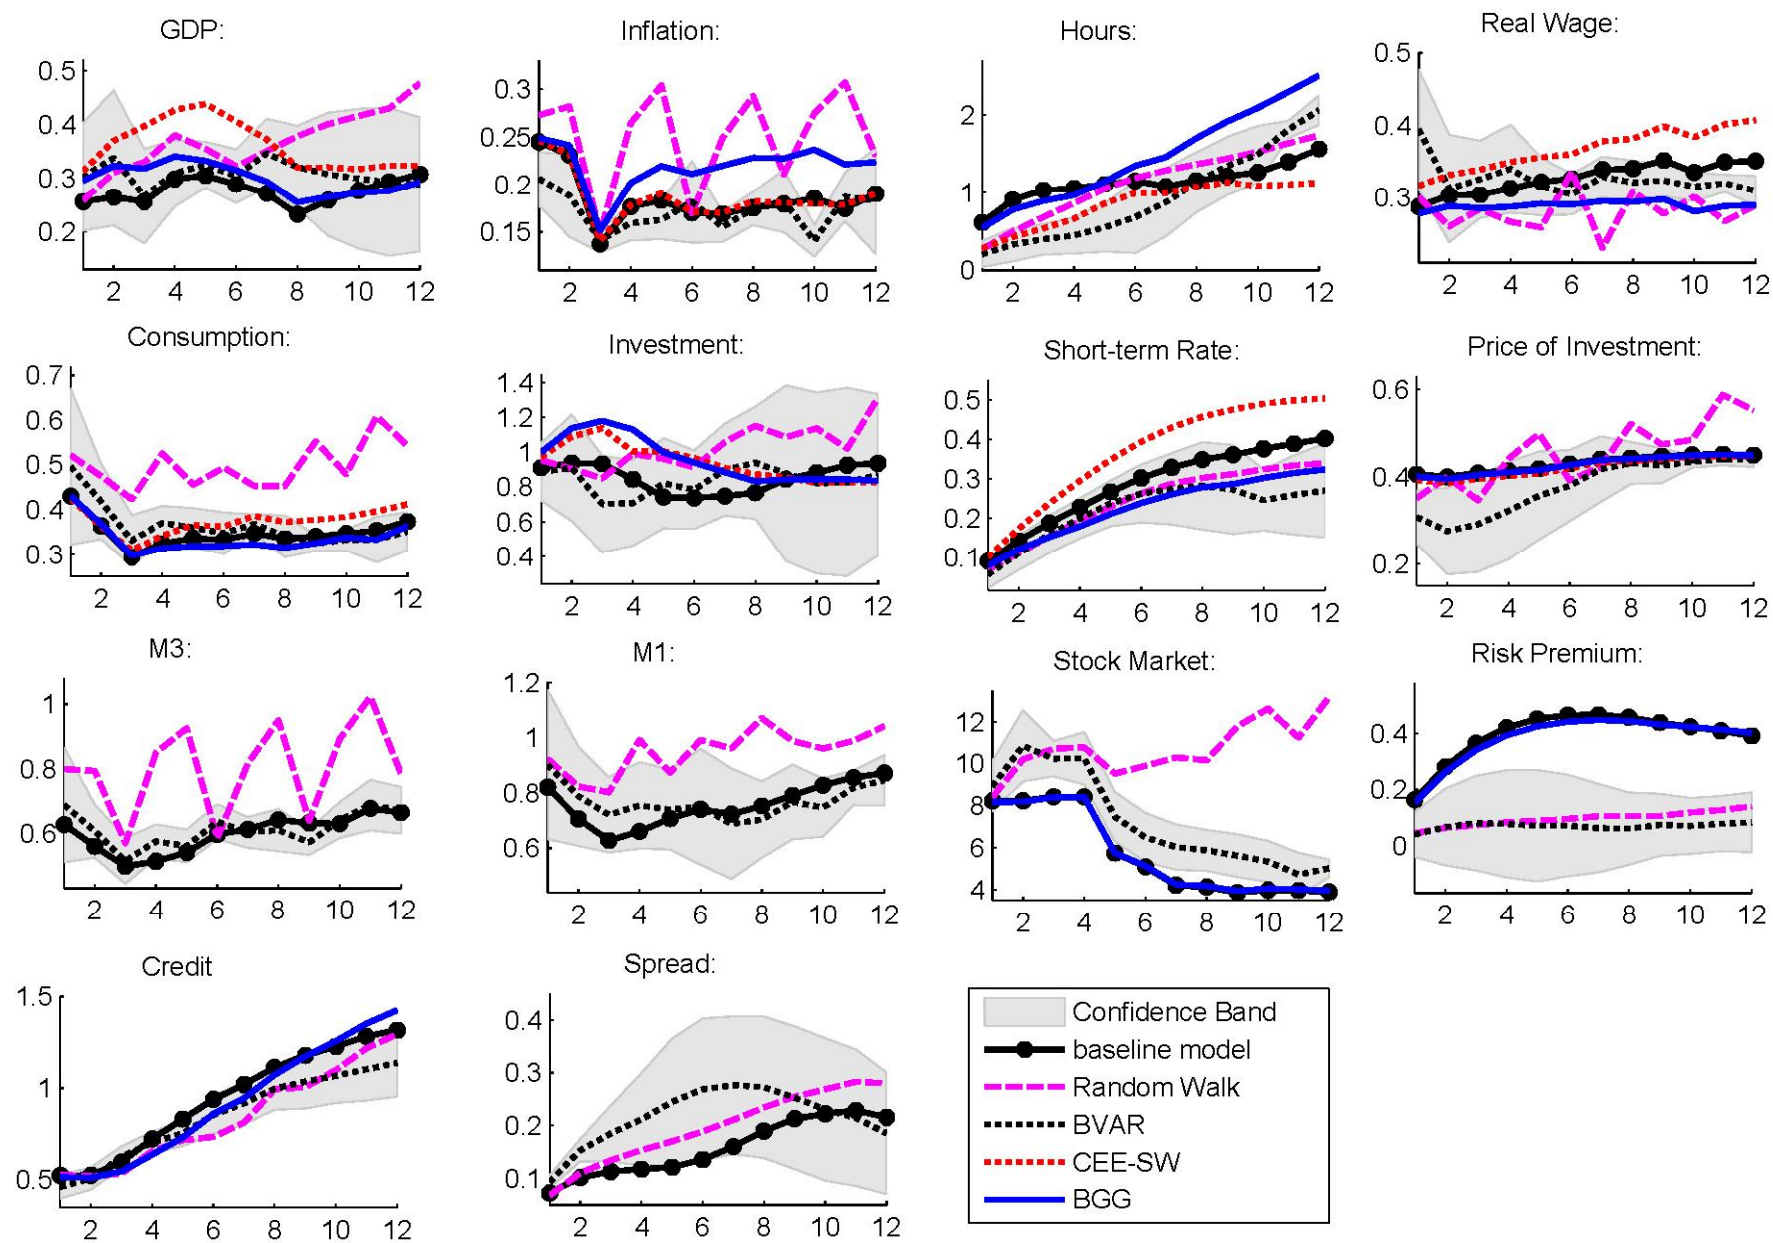 GDP:
0.5
0.4
0.3
0.2
2 4 6 8 10 12
Inflation:
0.3
0.25
0.2
0.15
2 4 6 8 10 12
Hours:
2
1
0
2 4 6 8 10 12
Real Wage:
0.5
0.4
0.3
2 4 6 8 10 12
Consumption:
0.7
0.6
0.5
0.4
0.3
2 4 6 8 10 12
Investment:
1.4
1.2
1
0.8
0.6
0.4
2 4 6 8 10 12
Short-term Rate:
0.5
0.4
0.3
0.2
0.1
2 4 6 8 10 12
Price of Investment:
0.6
0.4
0.2
2 4 6 8 10 12
M3:
1
0.8
0.6
2 4 6 8 10 12
M1:
1.2
1
0.8
0.6
2 4 6 8 10 12
Stock Market:
12
10
8
6
4
2 4 6 8 10 12
Risk Premium:
0.4
0.2
0
2 4 6 8 10 12
Credit
1.5
1
0.5
2 4 6 8 10 12
Spread:
0.4
0.3
0.2
0.1
2 4 6 8 10 12
Confidence Band
baseline model
Random Walk
BVAR
CEE-SW
BGG